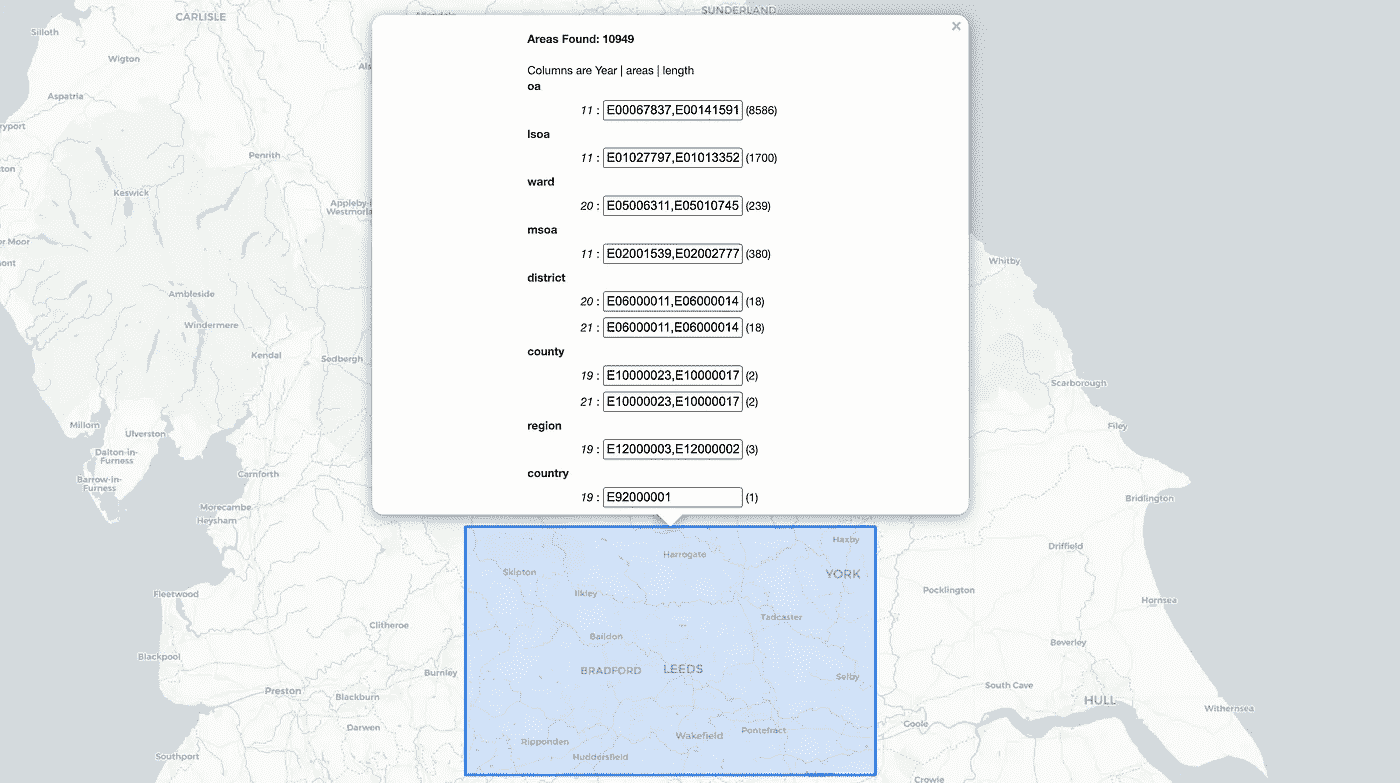 CARLISLE
SUNDERLAND
Silloth
Wigton
Aspatria
Penrith
Keswick
Appleby-
Westmorla
or Moor
mont
Ambleside
Windermere
Kendal
Sedbergh
Millom
Ulverston
Dalton-in-
Furness
Barrow-in-
Furness
Carnforth
Morecambe
Heysham
Fleetwood
Clitheroe
Blackpool
Burnley
Preston
Blackburn
Darwen
Southport
×
Areas Found: 10949
Columns are Year | areas | length
oa
11 : E00067837,E00141591 (8586)
lsoa
11 : E01027797,E01013352 (1700)
ward
20 : E05006311,E05010745 (239)
msoa
11 : E02001539,E02002777 (380)
district
20 : E06000011,E06000014 (18)
21 : E06000011,E06000014 (18)
county
19 : E10000023,E10000017 (2)
21 : E10000023,E10000017 (2)
region
19 : E12000003,E12000002 (3)
country
19 : E92000001 (1)
Haxby
Harrogate
Skipton
YORK
Ilkley
Tadcaster
Baildon
BRADFORD
LEEDS
Selby
Wakefield
Pontefract
Ripponden
Huddersfield
Whitby
Scarborough
Filey
Bridlington
Driffield
Pocklington
Hornsea
Beverley
South Cave
HULL
Withernsea
Goole
Crowle